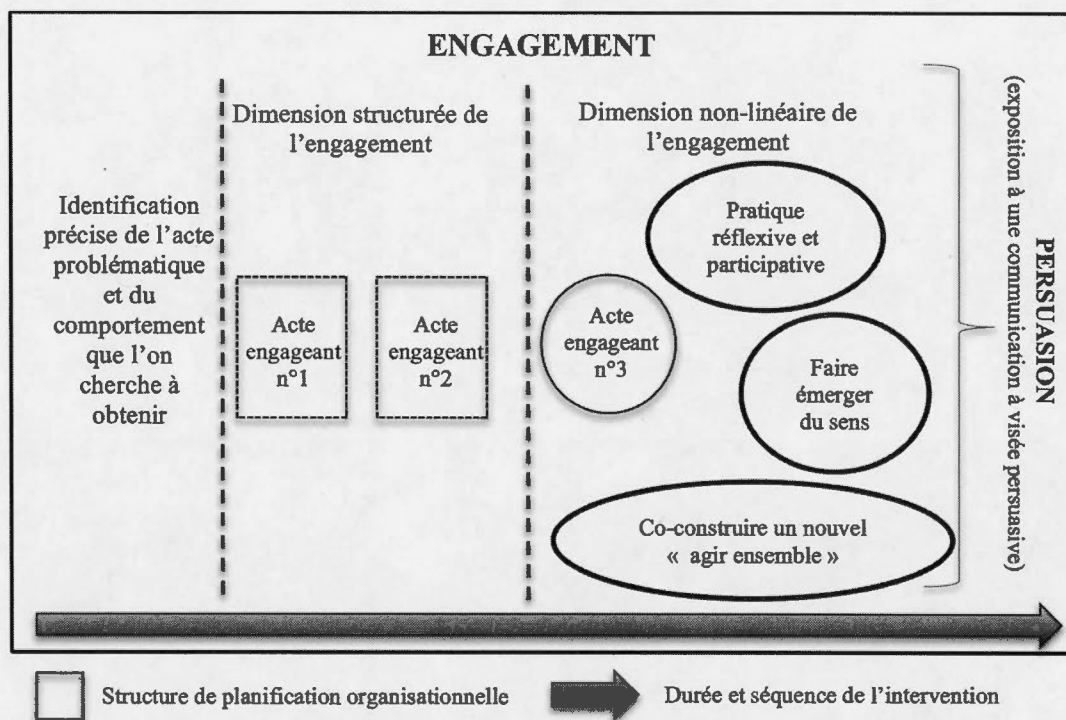 ENGAGEMENT
Identification
précise de l'acte
problématique
et du
comportement
que l'on
cherche à
obtenir
Dimension structurée de
l'engagement
Acte
engageant
n°1
Acte
engageant
n°2
Dimension non-linéaire de
l'engagement
Pratique
réflexive et
participative
Acte
engageant
n°3
Faire
émerger
du sens
Co-construire un nouvel
« agir ensemble »
PERSUASION
(exposition à une communication à visée persuasive)
Structure de planification organisationnelle
Durée et séquence de l'intervention